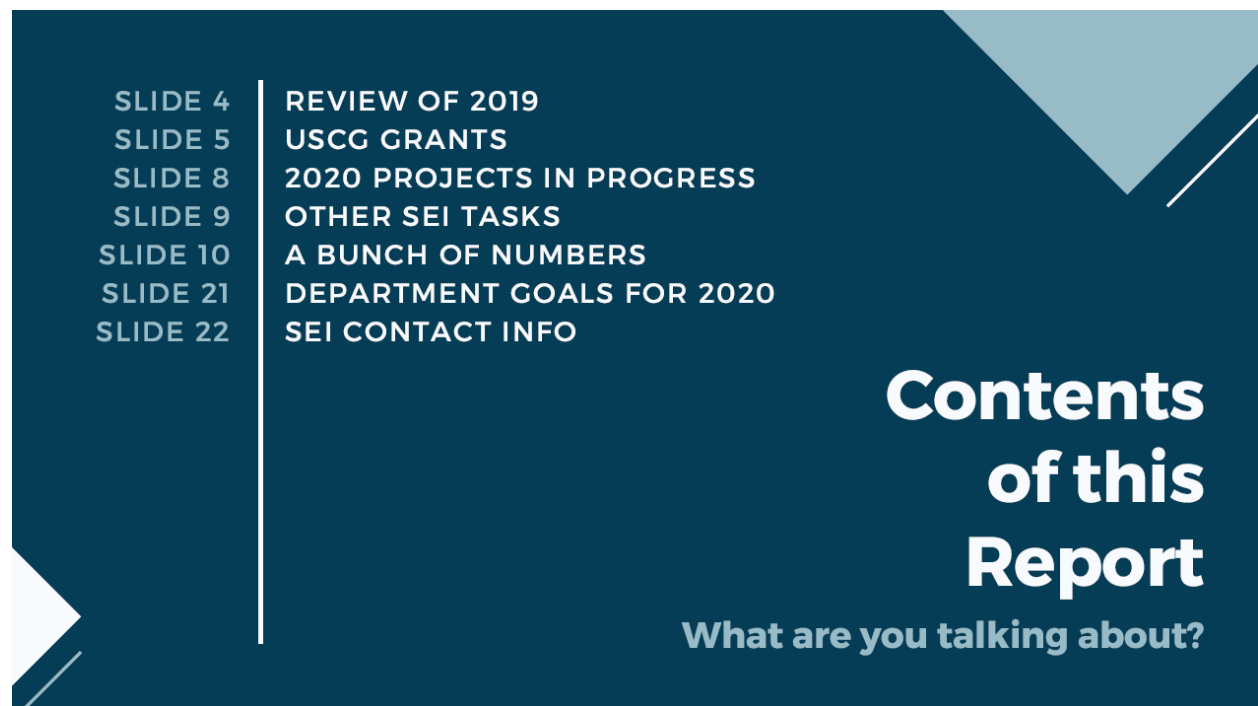 SLIDE 4 REVIEW OF 2019
SLIDE 5 USCG GRANTS
SLIDE 8 2020 PROJECTS IN PROGRESS
SLIDE 9 OTHER SEI TASKS
SLIDE 10 A BUNCH OF NUMBERS
SLIDE 21 DEPARTMENT GOALS FOR 2020
SLIDE 22 SEI CONTACT INFO
Contents
of this
Report
What are you talking about?